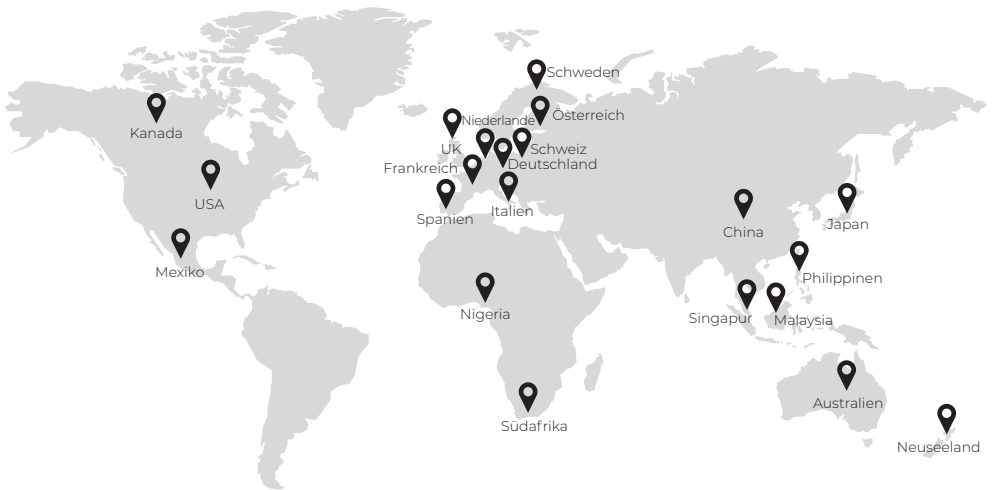 Schweden
Österreich
Niederlande
Kanada
UK
Schweiz
Deutschland
Frankreich
USA
Italien
Spanien
Japan
China
Mexiko
Philippinen
Nigeria
Singapur
Malaysia
Australien
Südafrika
Neuseeland